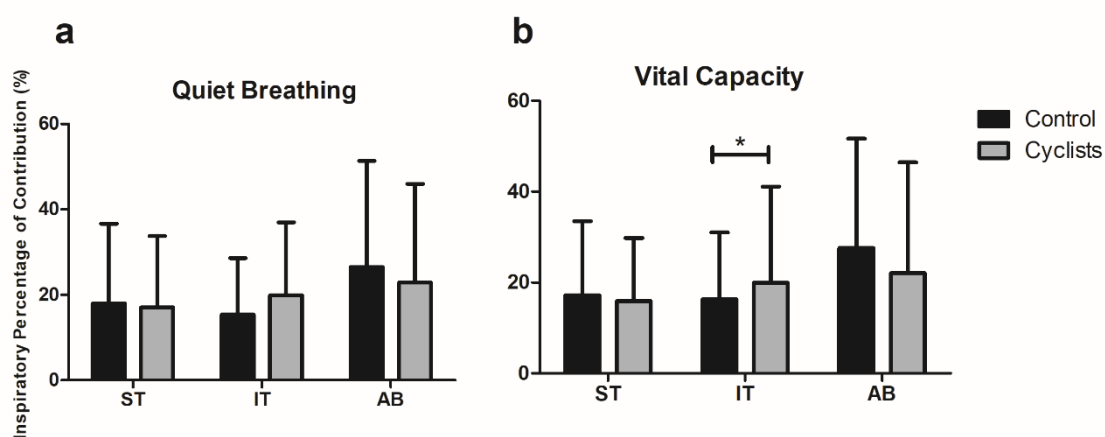 a
Quiet Breathing
Inspiratory Percentage of Contribution (%)
60
40
20
0
ST IT AB
b
Vital Capacity
60
40
20
0
*
ST IT AB
Control
Cyclists